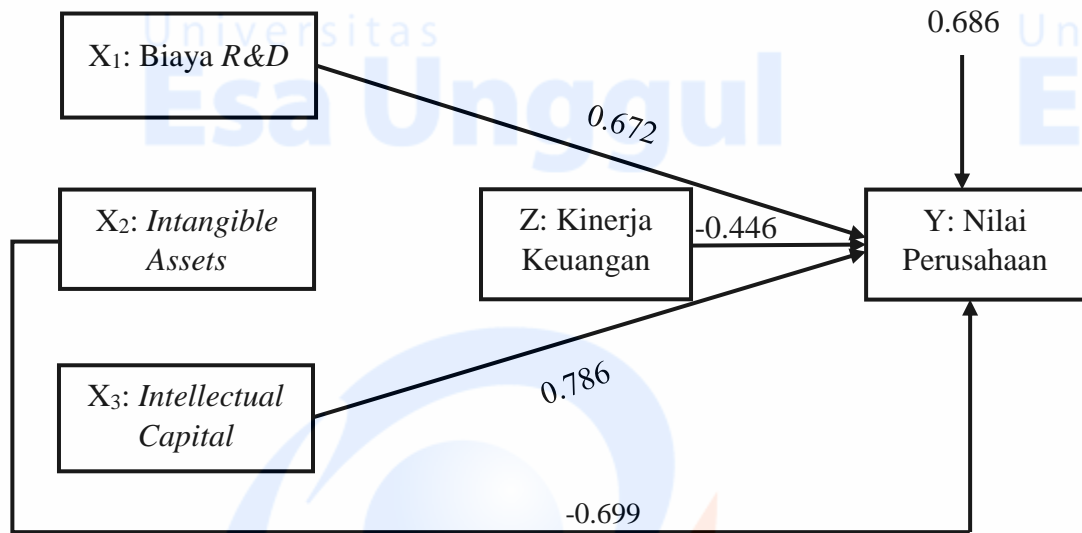 Universitas
Esa Unggul
Un
E
0.686
X₁: Biaya R&D
0.672
X₂: Intangible
Assets
Z: Kinerja
Keuangan
-0.446
Y: Nilai
Perusahaan
X₃: Intellectual
Capital
0.786
-0.699